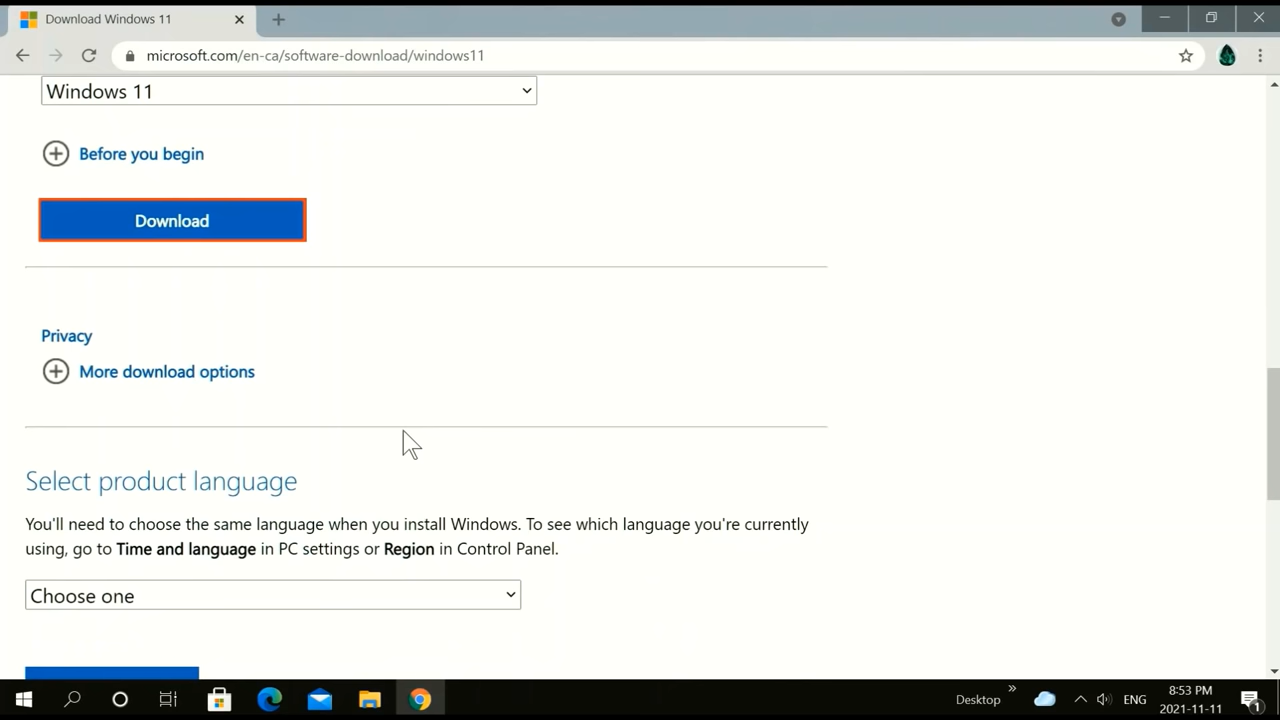 Download Windows 11
microsoft.com/en-ca/software-download/windows11
Windows 11
Before you begin
Download
Privacy
More download options
Select product language
You'll need to choose the same language when you install Windows. To see which language you're currently
using, go to Time and language in PC settings or Region in Control Panel.
Choose one
Desktop
ENG
8:53 PM
2021-11-11
1